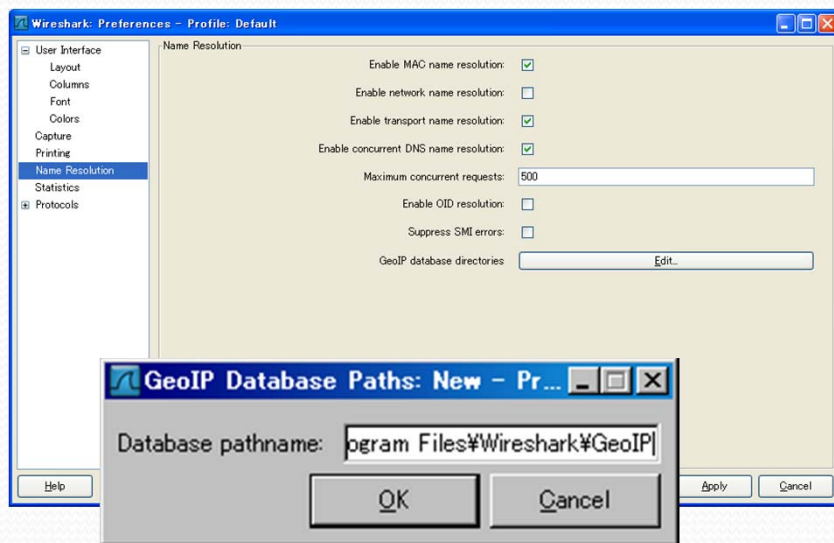 Wireshark: Preferences - Profile: Default
User Interface
Layout
Columns
Font
Colors
Capture
Printing
Name Resolution
Statistics
Protocols
Name Resolution
Enable MAC name resolution:
Enable network name resolution:
Enable transport name resolution:
Enable concurrent DNS name resolution:
Maximum concurrent requests: 500
Enable OID resolution:
Suppress SMI errors:
GeoIP database directories Edit...
GeoIP Database Paths: New - Pr...
Database pathname: ogram Files¥Wireshark¥GeoIP
OK Cancel
Help Apply Cancel